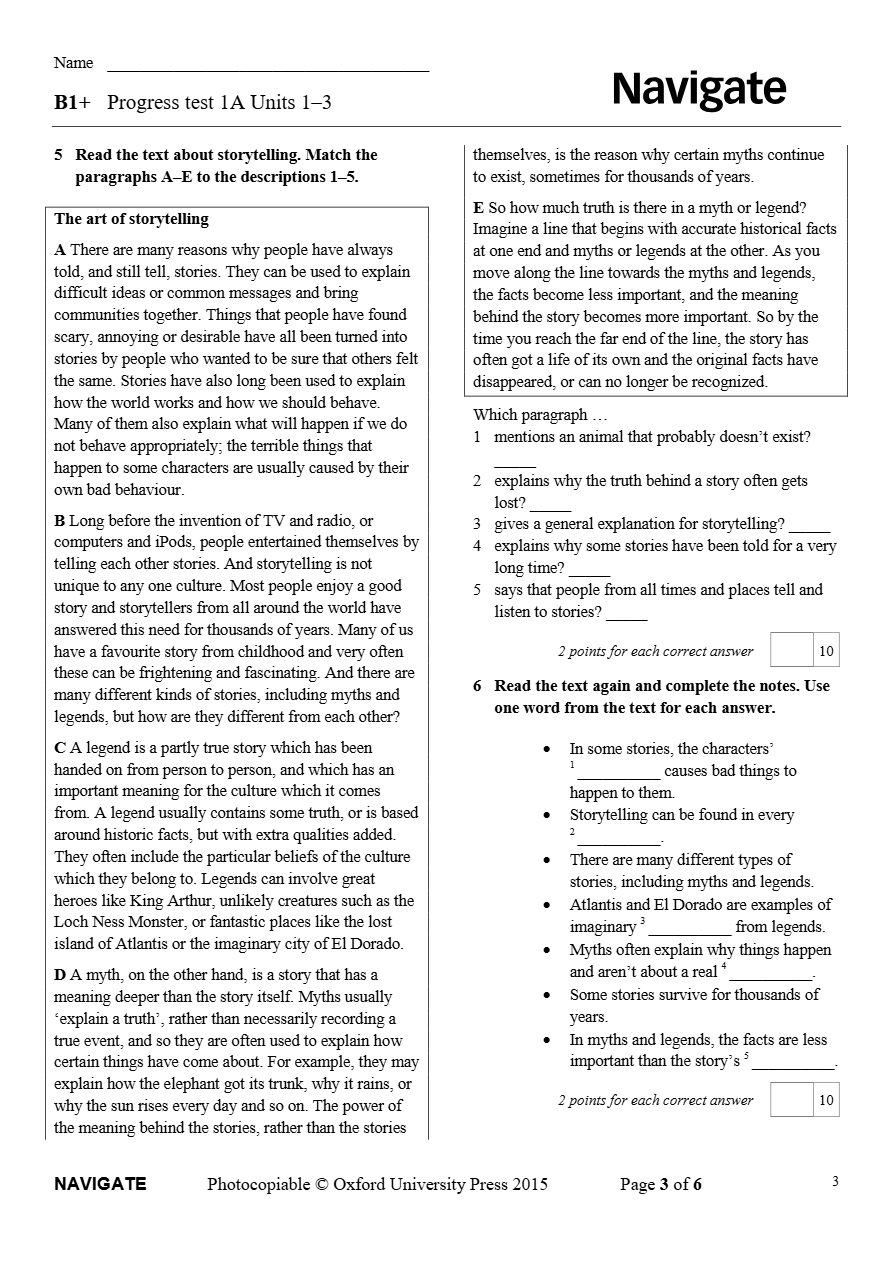 Name
B1+ Progress test 1A Units 1–3
Navigate
5 Read the text about storytelling. Match the
paragraphs A–E to the descriptions 1–5.
The art of storytelling
A There are many reasons why people have always
told, and still tell, stories. They can be used to explain
difficult ideas or common messages and bring
communities together. Things that people have found
scary, annoying or desirable have all been turned into
stories by people who wanted to be sure that others felt
the same. Stories have also long been used to explain
how the world works and how we should behave.
Many of them also explain what will happen if we do
not behave appropriately; the terrible things that
happen to some characters are usually caused by their
own bad behaviour.
B Long before the invention of TV and radio, or
computers and iPods, people entertained themselves by
telling each other stories. And storytelling is not
unique to any one culture. Most people enjoy a good
story and storytellers from all around the world have
answered this need for thousands of years. Many of us
have a favourite story from childhood and very often
these can be frightening and fascinating. And there are
many different kinds of stories, including myths and
legends, but how are they different from each other?
C A legend is a partly true story which has been
handed on from person to person, and which has an
important meaning for the culture which it comes
from. A legend usually contains some truth, or is based
around historic facts, but with extra qualities added.
They often include the particular beliefs of the culture
which they belong to. Legends can involve great
heroes like King Arthur, unlikely creatures such as the
Loch Ness Monster, or fantastic places like the lost
island of Atlantis or the imaginary city of El Dorado.
D A myth, on the other hand, is a story that has a
meaning deeper than the story itself. Myths usually
‘explain a truth’, rather than necessarily recording a
true event, and so they are often used to explain how
certain things have come about. For example, they may
explain how the elephant got its trunk, why it rains, or
why the sun rises every day and so on. The power of
the meaning behind the stories, rather than the stories
themselves, is the reason why certain myths continue
to exist, sometimes for thousands of years.
E So how much truth is there in a myth or legend?
Imagine a line that begins with accurate historical facts
at one end and myths or legends at the other. As you
move along the line towards the myths and legends,
the facts become less important, and the meaning
behind the story becomes more important. So by the
time you reach the far end of the line, the story has
often got a life of its own and the original facts have
disappeared, or can no longer be recognized.
Which paragraph …
1 mentions an animal that probably doesn’t exist?
_____
2 explains why the truth behind a story often gets
lost? _____
3 gives a general explanation for storytelling? _____
4 explains why some stories have been told for a very
long time? _____
5 says that people from all times and places tell and
listen to stories? _____
2 points for each correct answer 10
6 Read the text again and complete the notes. Use
one word from the text for each answer.
• In some stories, the characters’
1 __________ causes bad things to
happen to them.
• Storytelling can be found in every
2 __________.
• There are many different types of
stories, including myths and legends.
• Atlantis and El Dorado are examples of
imaginary 3 __________ from legends.
• Myths often explain why things happen
and aren’t about a real 4 __________.
• Some stories survive for thousands of
years.
• In myths and legends, the facts are less
important than the story’s 5 __________.
2 points for each correct answer 10
NAVIGATE Photocopiable © Oxford University Press 2015 Page 3 of 6 3